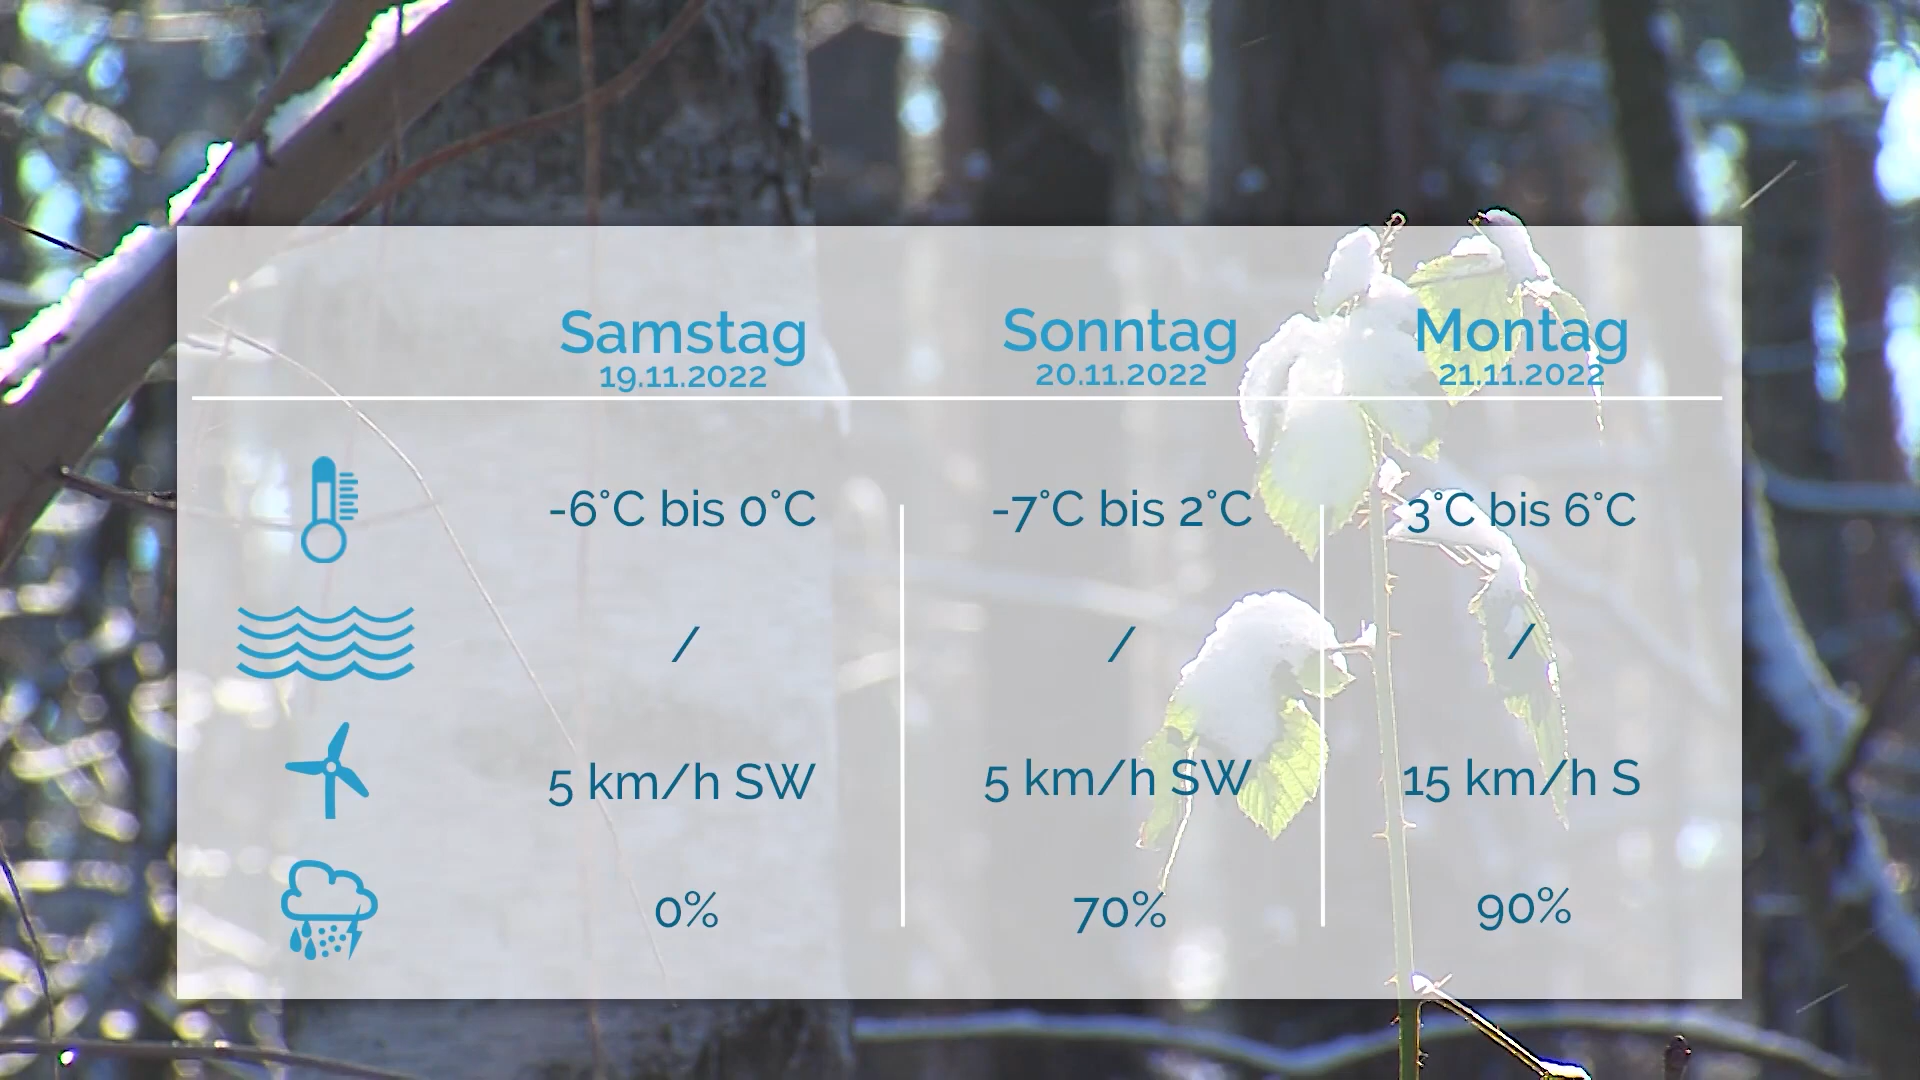 Samstag Sonntag Montag
19.11.2022 20.11.2022 21.11.2022
-6°C bis 0°C -7°C bis 2°C 3°C bis 6°C
/ / /
5 km/h SW 5 km/h SW 15 km/h S
0% 70% 90%